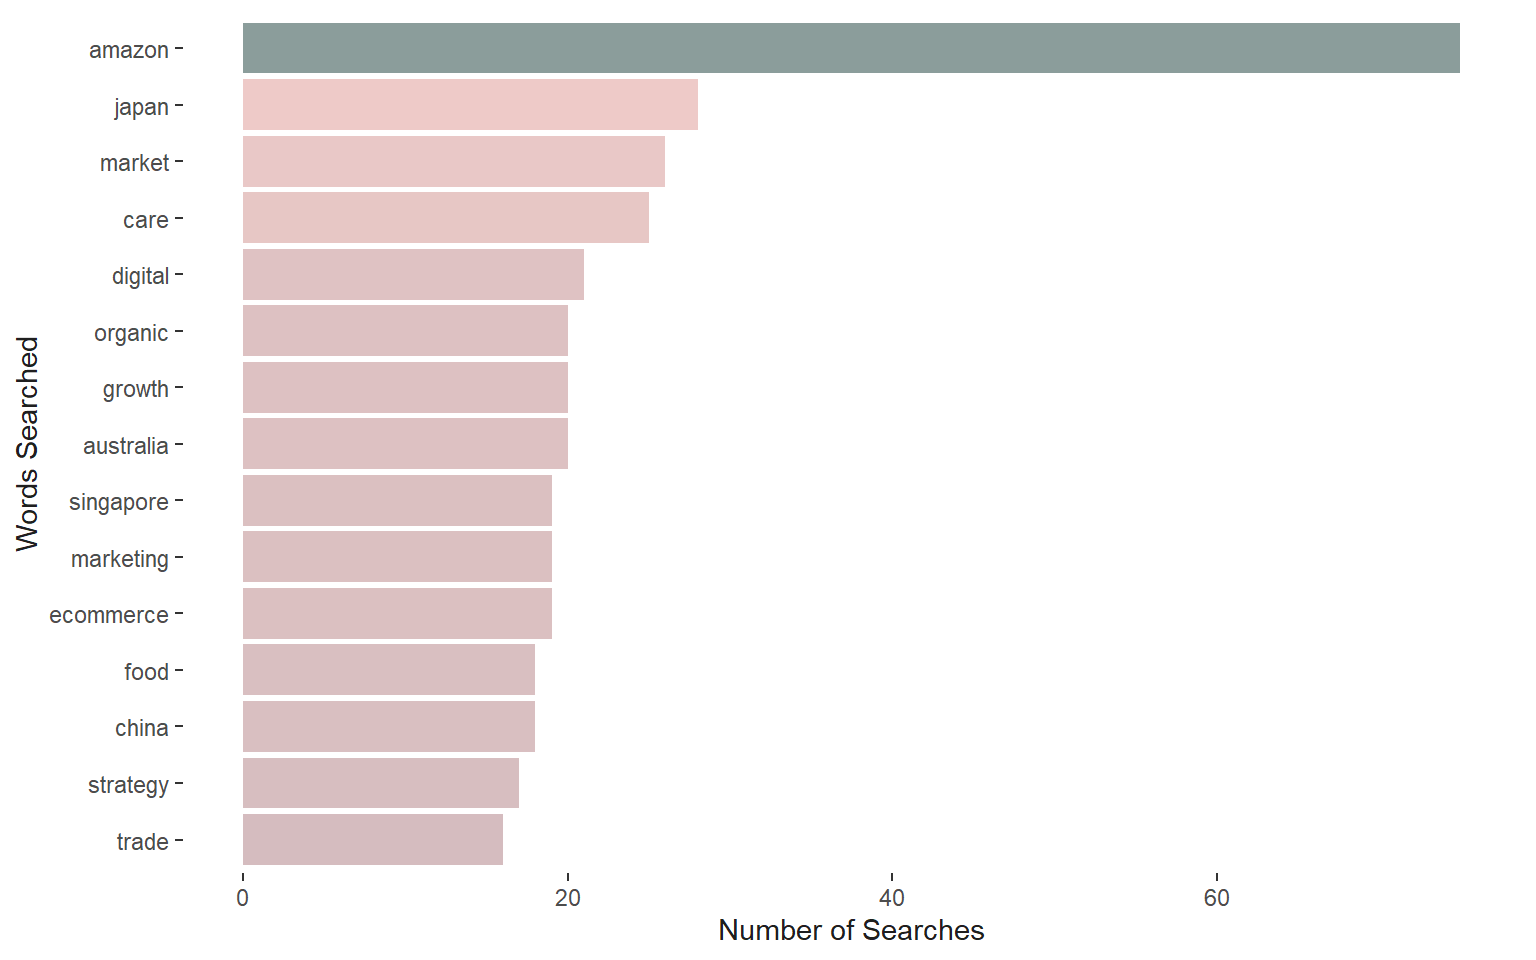 amazon
japan
market
care
digital
organic
growth
australia
singapore
marketing
ecommerce
food
china
strategy
trade
Words Searched
0 20 40 60
Number of Searches